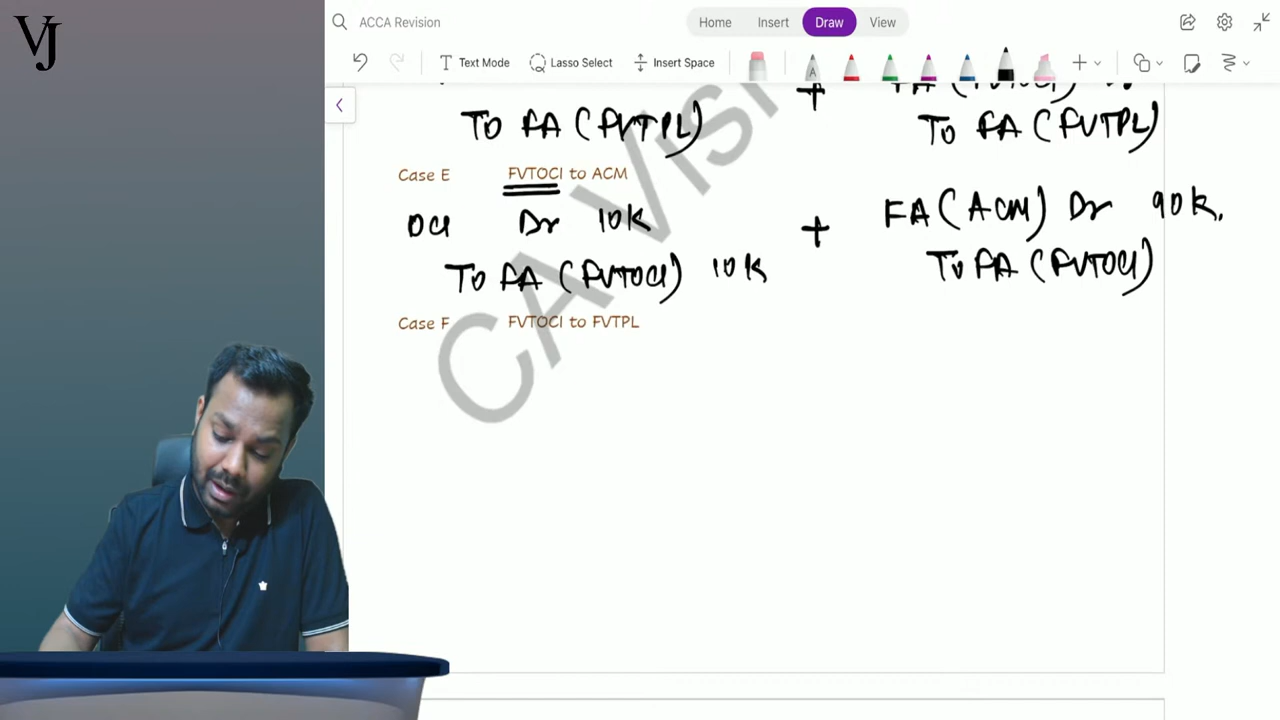 VJ
ACCA Revision
Home Insert Draw View
Text Mode Lasso Select Insert Space
To FA (FVTPL) + To FA (FVTPL)
Case E FVTOCI to ACM
OCI Dr 10K + FA (ACM) Dr 90K.
To FA (FVTOCI) 10K To FA (FVTOCI)
Case F FVTOCI to FVTPL
CA Vis